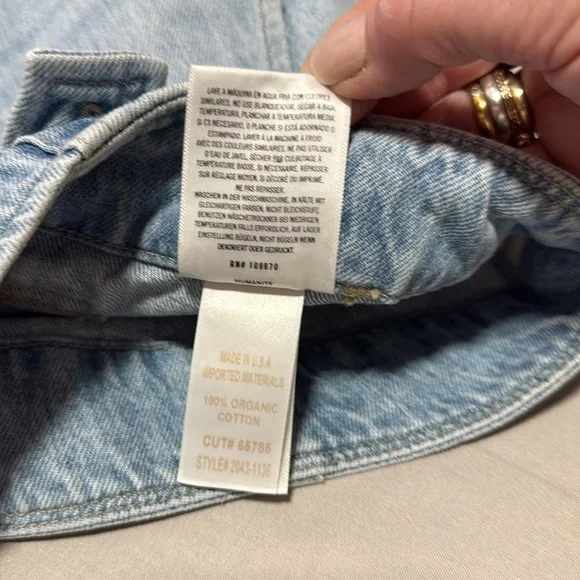 LAVE A MÁQUINA EN AGUA FRÍA CON COLORES
SIMILARES, NO USE BLANQUEADOR, SECAR A BAJA
TEMPERATURA, PLANCHAR A TEMPERATURA MEDIA,
SI ES NECESARIO, O PLANCHE SI ESTÁ ADORNADO O
ESTAMPADO. LAVER À LA MACHINE À FROID
AVEC DES COULEURS SIMILAIRES, NE PAS UTILISER
D'EAU DE JAVEL, SÉCHER PAR CULBUTAGE À
TEMPÉRATURE BASSE, SI NÉCESSAIRE, REPASSER
SUR RÉGLAGE MOYEN, SI DÉCORÉ OU IMPRIMÉ,
NE PAS REPASSER.
WASCHEN IN DER WASCHMASCHINE, IN KÄLTE MIT
GLEICHARTIGEN FARBEN, NICHT BLEICHSTOFFE
BENUTZEN WÄSCHETROCKNER BEI NIEDRIGEN
TEMPERATUREN FALLS ERFORDERLICH, AUF LAGER
EINSTELLUNG BÜGELN, NICHT BÜGELN WENN
DEKORIERT ODER GEDRUCKT.
RN# 109870
HUMANITY
MADE IN U.S.A
IMPORTED MATERIALS
100% ORGANIC
COTTON
CUT# 65785
STYLE# 2043-1136